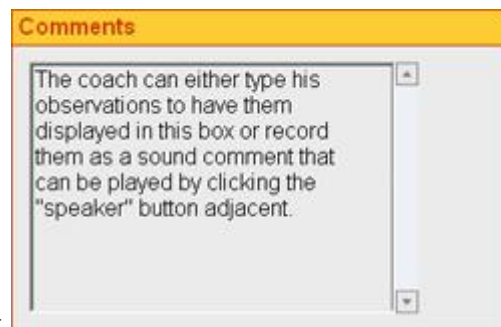 Comments
The coach can either type his
observations to have them
displayed in this box or record
them as a sound comment that
can be played by clicking the
"speaker" button adjacent.